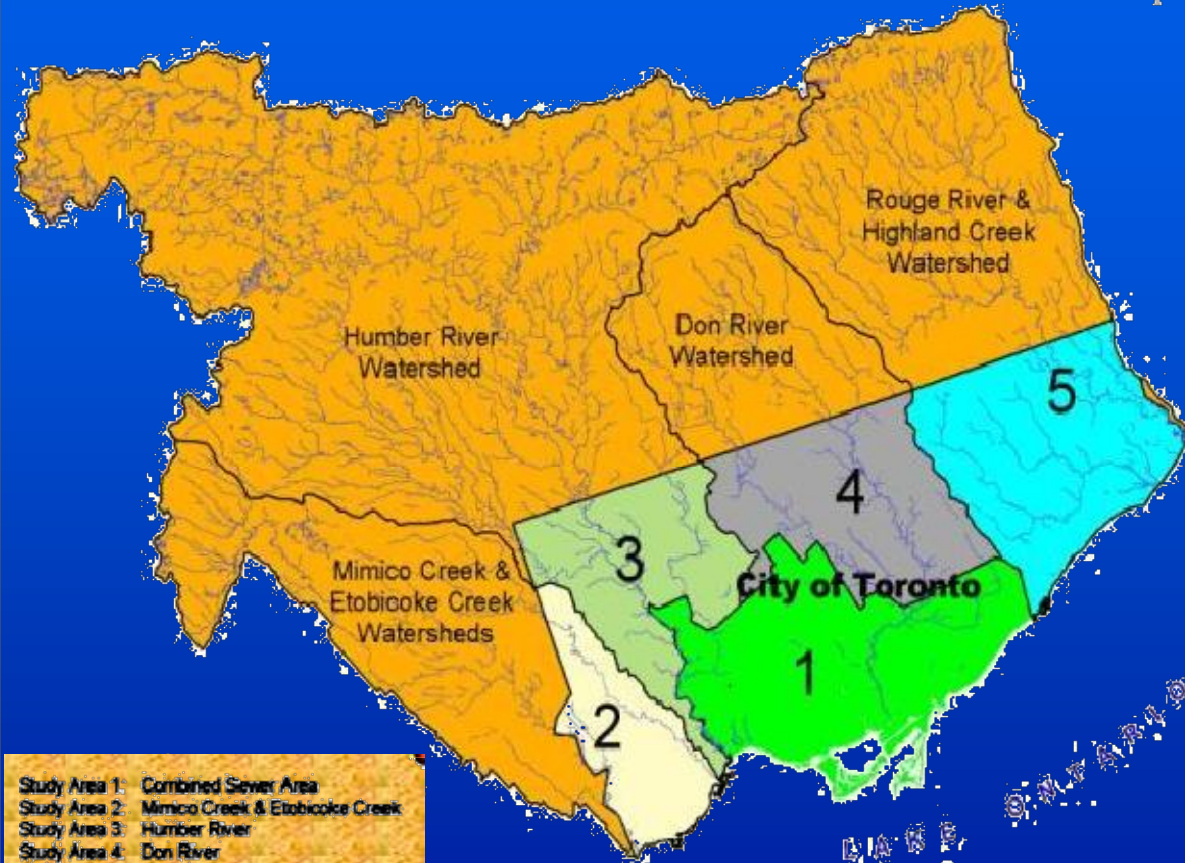 Rouge River &
Highland Creek
Watershed
Humber River
Watershed
Don River
Watershed
5
4
3
City of Toronto
Mimico Creek &
Etobicoke Creek
Watersheds
1
2
LAKE ONTARIO
Study Area 1: Combined Sewer Area
Study Area 2: Mimico Creek & Etobicoke Creek
Study Area 3: Humber River
Study Area 4: Don River